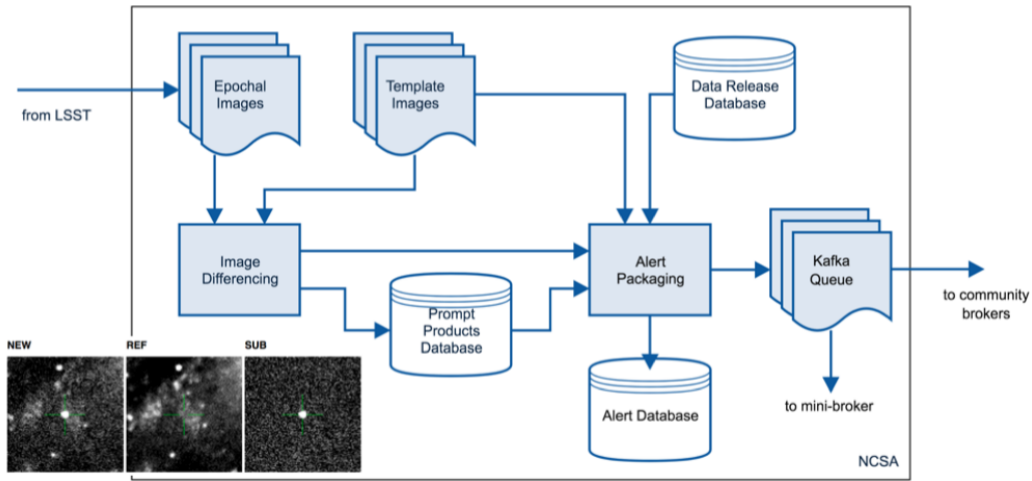 from LSST
Epochal
Images
Template
Images
Data Release
Database
Image
Differencing
Prompt
Products
Database
Alert
Packaging
Kafka
Queue
to community
brokers
to mini-broker
Alert Database
NCSA
NEW
REF
SUB